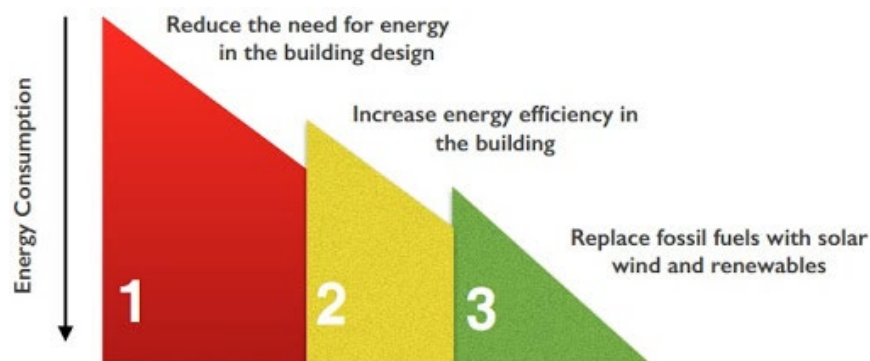 Reduce the need for energy
in the building design
Increase energy efficiency in
the building
Replace fossil fuels with solar
wind and renewables
Energy Consumption
1
2
3